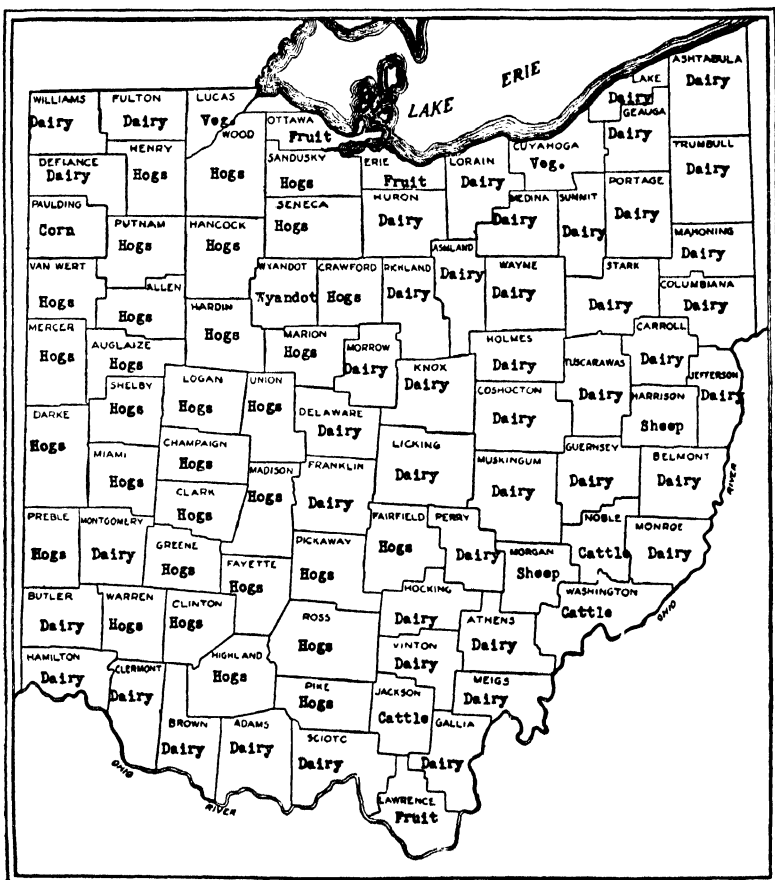 LAKE ERIE
ASHTABULA
Dairy
LAKE
Dairy
GEAUGA
Dairy
WILLIAMS
Dairy
FULTON
Dairy
LUCAS
Veg.
WOOD
Hogs
OTTAWA
Fruit
CUYAHOGA
Veg.
TRUMBULL
Dairy
HENRY
Hogs
DEFIANCE
Dairy
SANDUSKY
Hogs
ERIE
Fruit
LORAIN
Dairy
PORTAGE
Dairy
PAULDING
Corn
PUTNAM
Hogs
HANCOCK
Hogs
SENECA
Hogs
HURON
Dairy
MEDINA
Dairy
SUMMIT
Dairy
MAHONING
Dairy
ASHLAND
Dairy
VAN WERT
Hogs
ALLEN
Hogs
WYANDOT
Wyandot
CRAWFORD
Hogs
RICHLAND
Dairy
WAYNE
Dairy
STARK
Dairy
COLUMBIANA
Dairy
MERCER
Hogs
AUGLAIZE
Hogs
HARDIN
Hogs
MARION
Hogs
MORROW
Dairy
KNOX
Dairy
HOLMES
Dairy
TUSCARAWAS
Dairy
CARROLL
Dairy
JEFFERSON
Dairy
SHELBY
Hogs
LOGAN
Hogs
UNION
Hogs
COSHOCTON
Dairy
HARRISON
Sheep
DARKE
Hogs
DELAWARE
Dairy
MIAMI
Hogs
CHAMPAIGN
Hogs
LICKING
Dairy
GUERNSEY
Dairy
BELMONT
Dairy
CLARK
Hogs
MADISON
Hogs
FRANKLIN
Dairy
MUSKINGUM
Dairy
RIVER
PREBLE
Hogs
MONTGOMERY
Dairy
GREENE
Hogs
FAYETTE
Hogs
PICKAWAY
Hogs
FAIRFIELD
Hogs
PERRY
Dairy
MORGAN
Sheep
NOBLE
Cattle
MONROE
Dairy
BUTLER
Dairy
WARREN
Hogs
CLINTON
Hogs
ROSS
Hogs
HOCKING
Dairy
ATHENS
Dairy
WASHINGTON
Cattle
OHIO
HAMILTON
Dairy
CLERMONT
Dairy
HIGHLAND
Hogs
VINTON
Dairy
PIKE
Hogs
JACKSON
Cattle
MEIGS
Dairy
BROWN
Dairy
ADAMS
Dairy
SCIOTO
Dairy
GALLIA
Dairy
LAWRENCE
Fruit
OHIO
RIVER